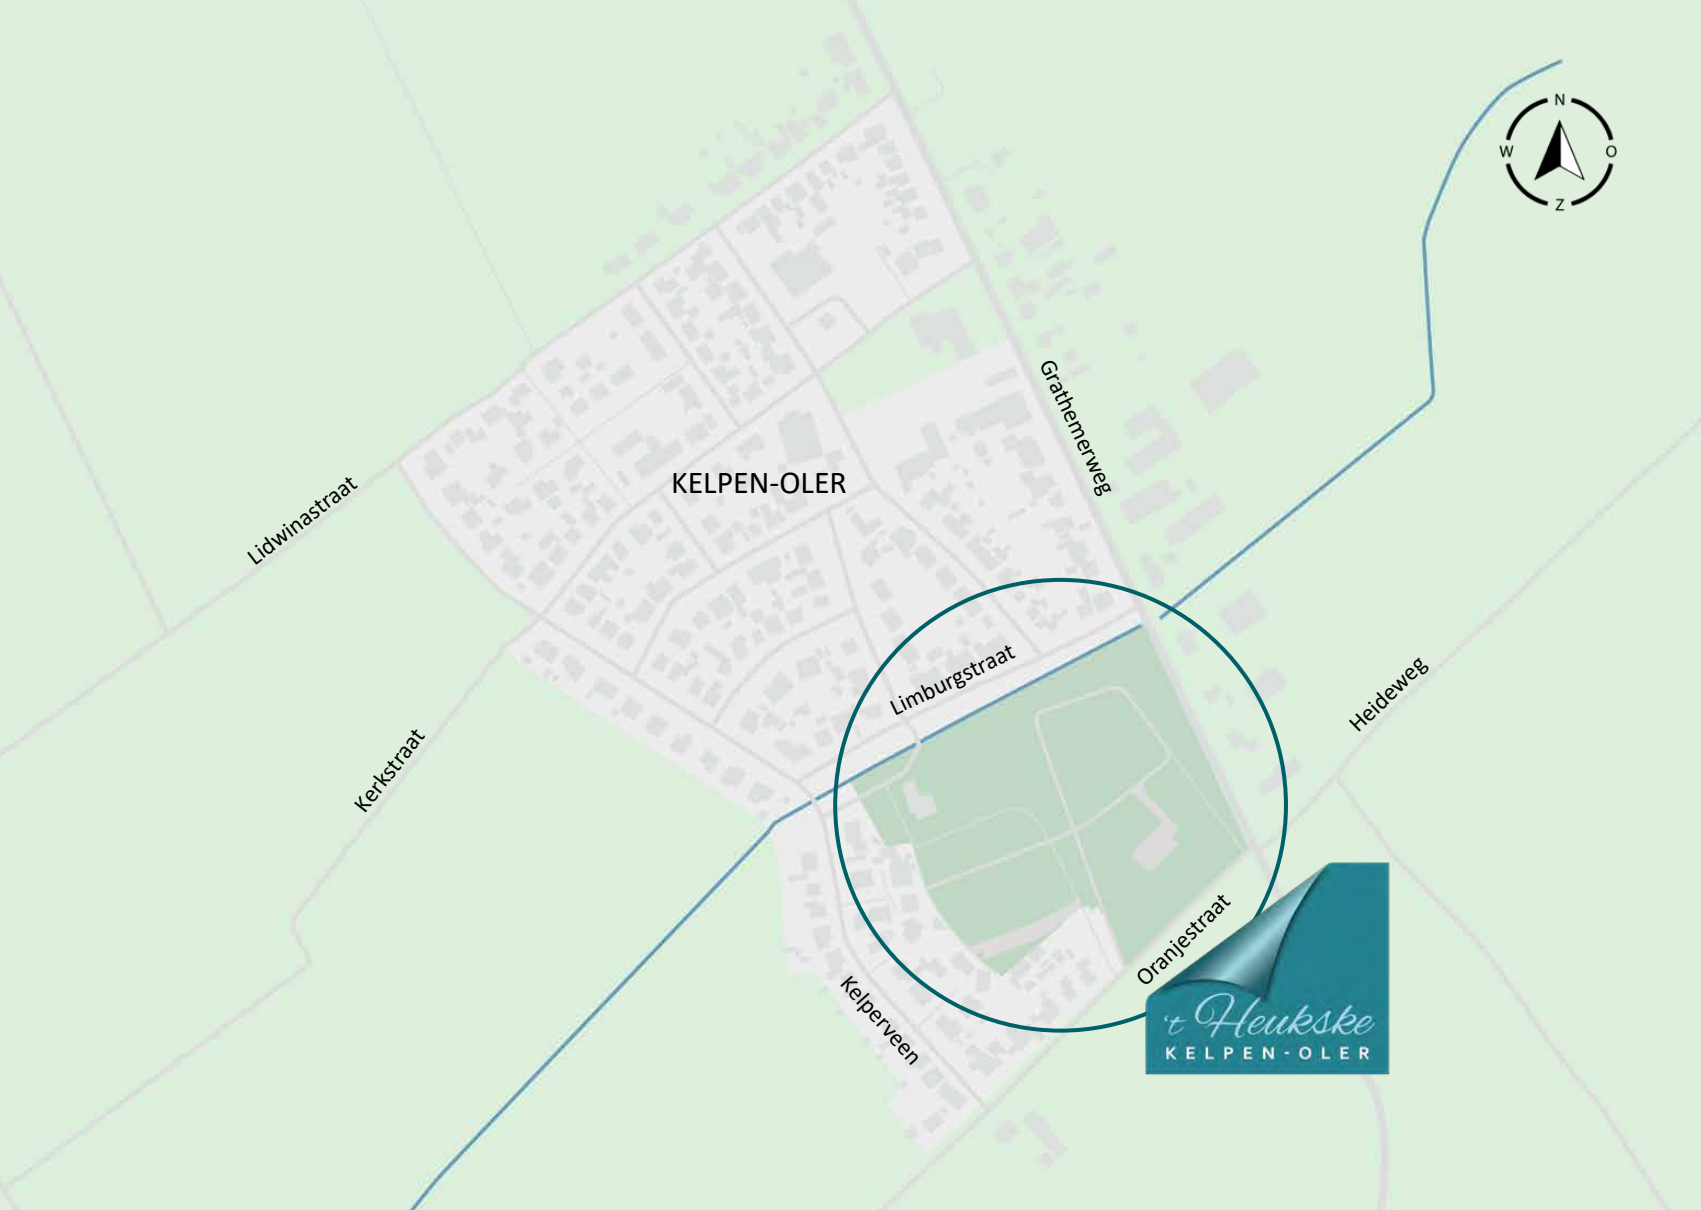 N
W
O
Z
Grathemerweg
KELPEN-OLER
Lidwinastraat
Limburgstraat
Heideweg
Kerkstraat
Oranjestraat
Kelperveen
't Heukske
KELPEN-OLER